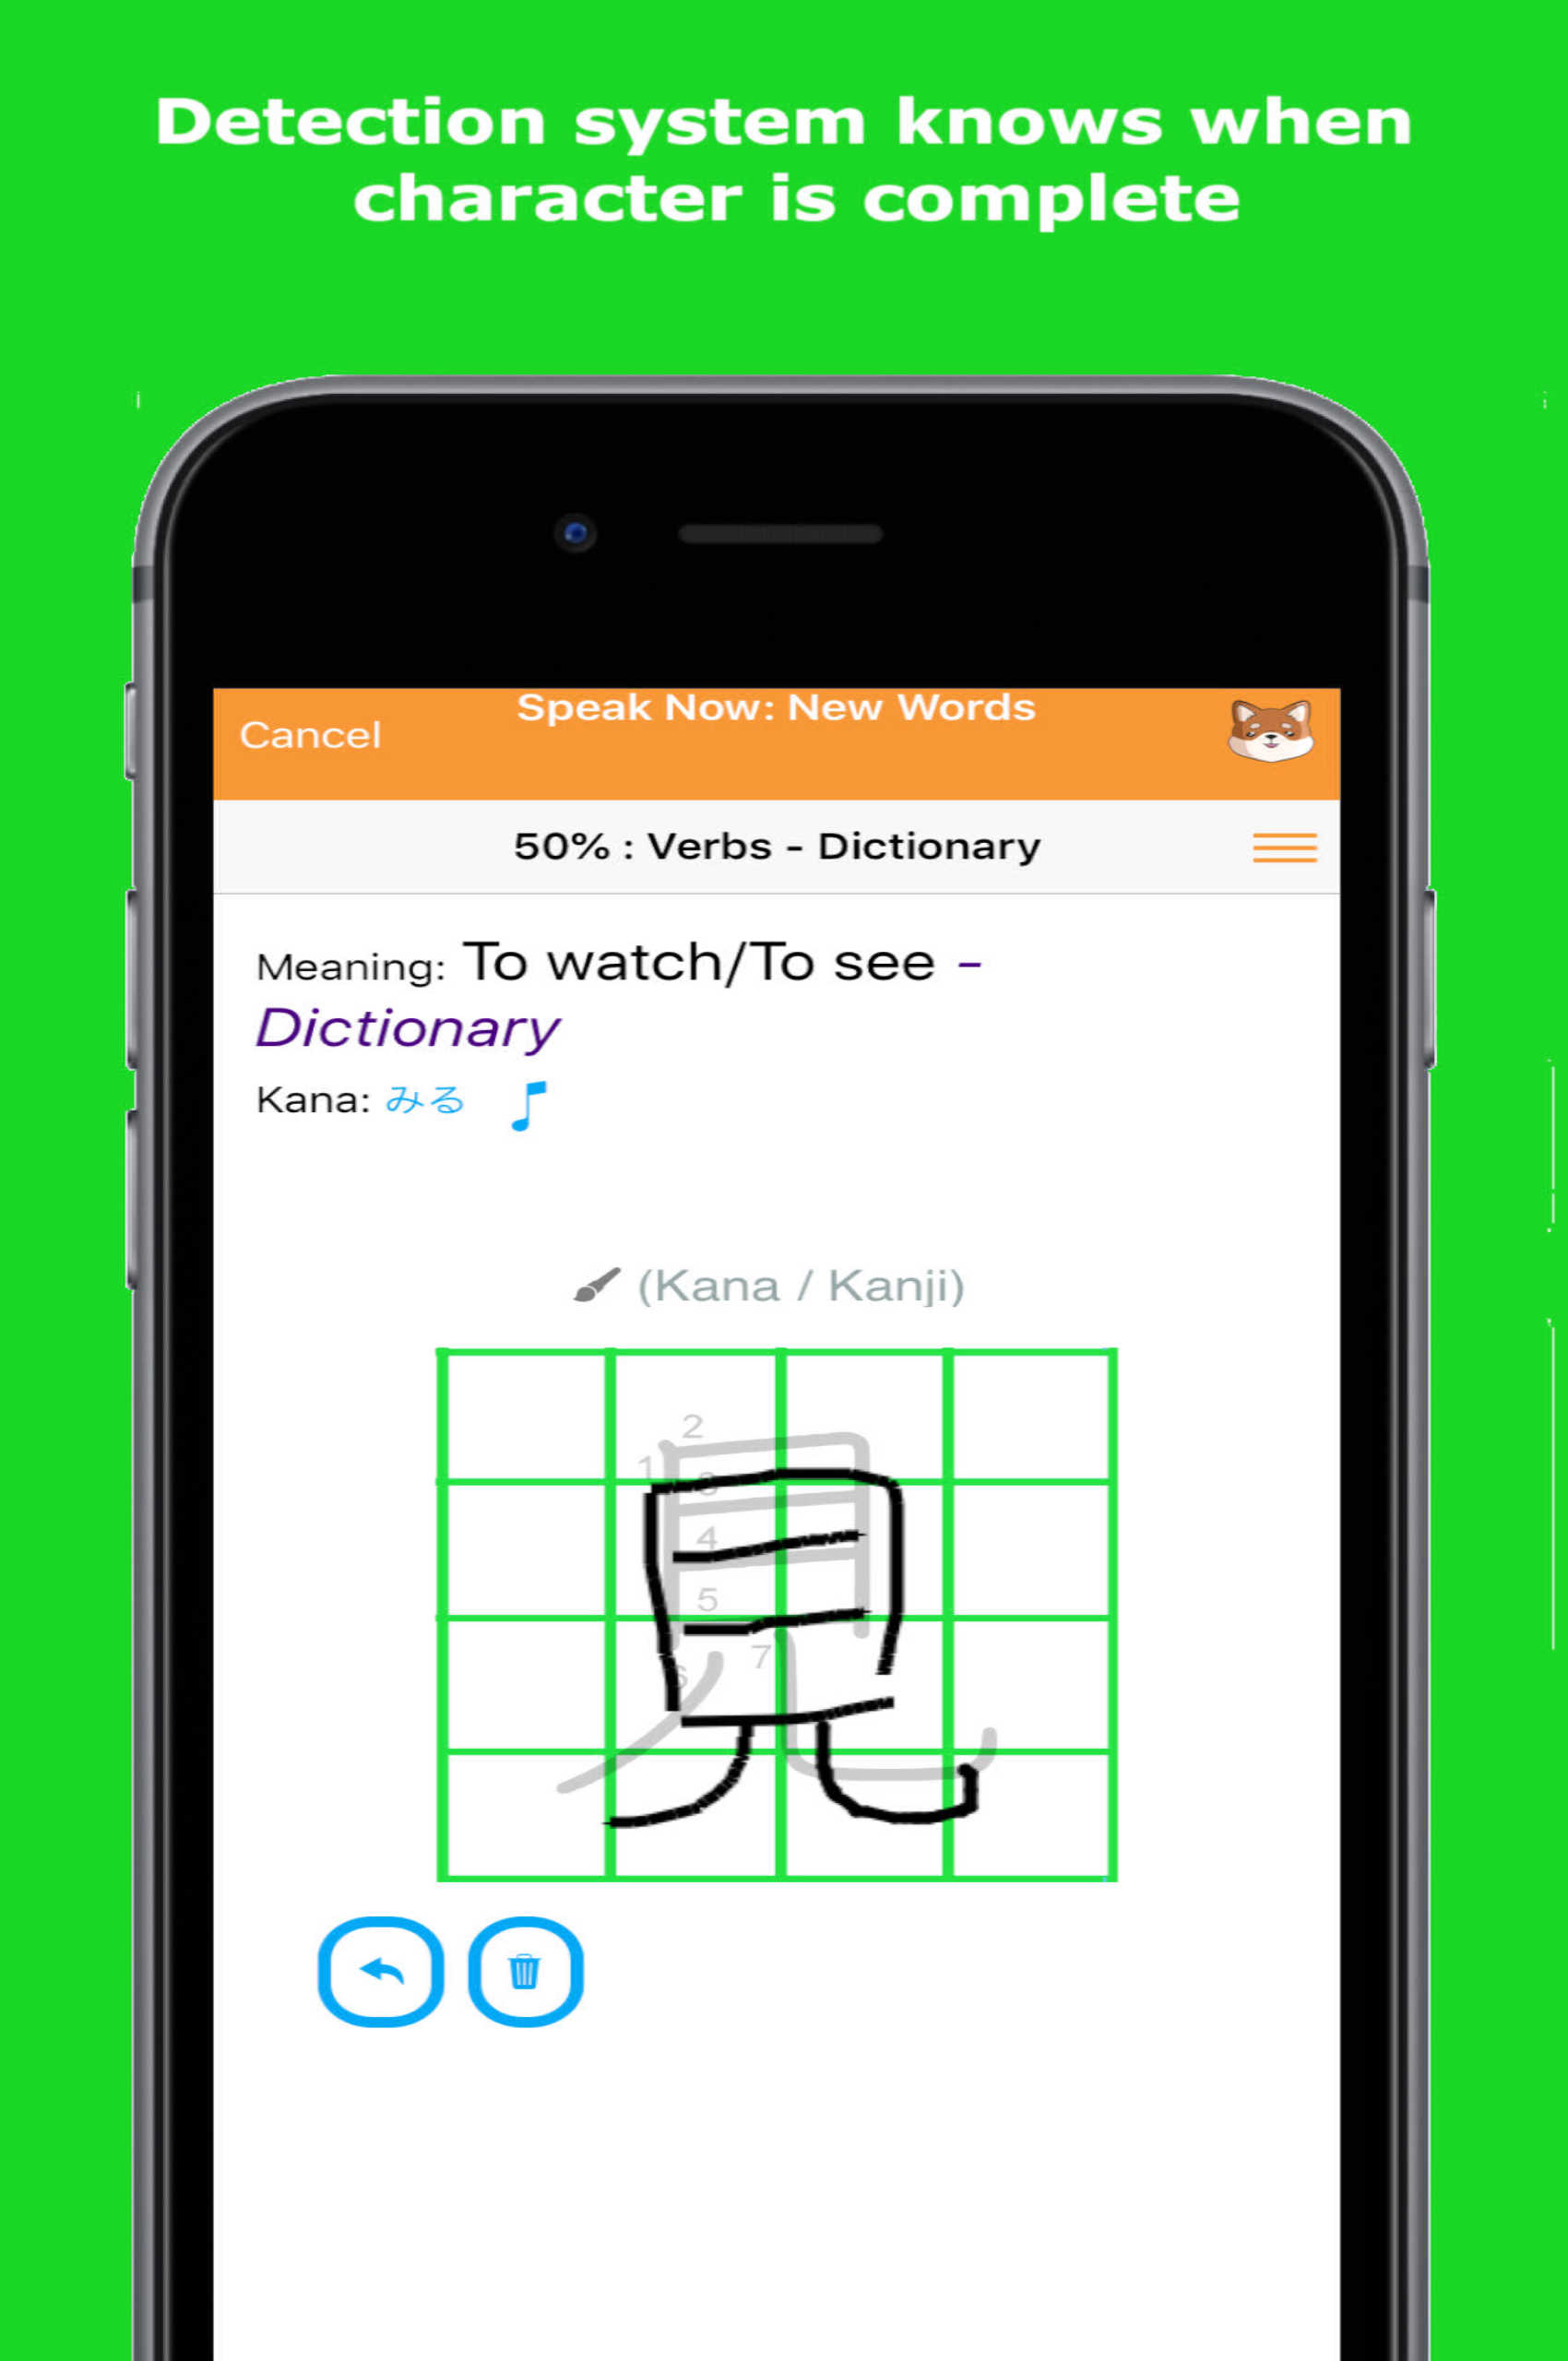 Detection system knows when
character is complete
Speak Now: New Words
Cancel
50% : Verbs - Dictionary
Meaning: To watch/To see -
Dictionary
Kana: みる
(Kana / Kanji)
2
1
3
4
5
6
7
見